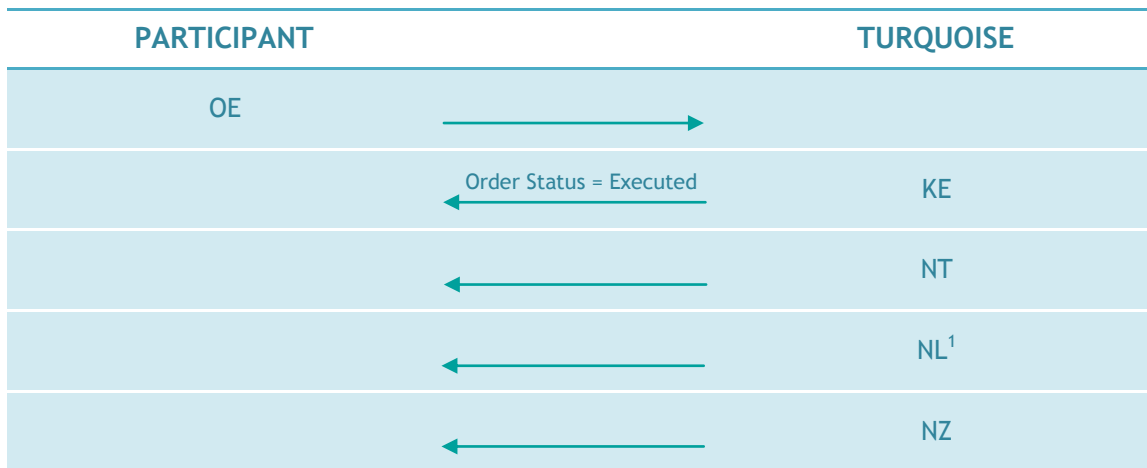 PARTICIPANT TURQUOISE
OE
Order Status = Executed KE
NT
NL¹
NZ